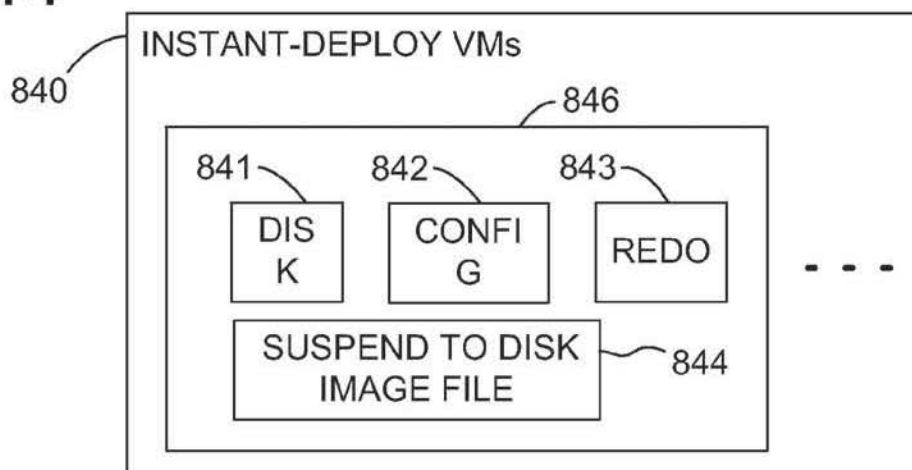 INSTANT-DEPLOY VMs
840
846
841
842
843
DIS
K
CONFI
G
REDO
- - -
SUSPEND TO DISK
IMAGE FILE
844